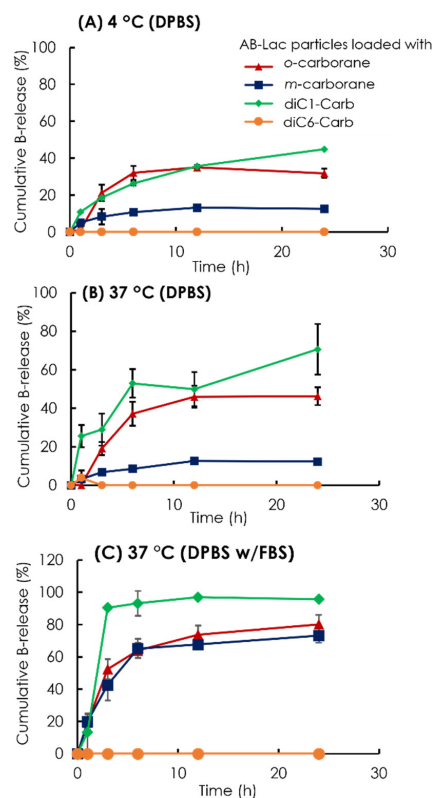 (A) 4 °C (DPBS)
AB-Lac particles loaded with
o-carborane
m-carborane
diC1-Carb
diC6-Carb
Cumulative B-release (%)
100
80
60
40
20
0
0
10
20
30
Time (h)
(B) 37 °C (DPBS)
Cumulative B-release (%)
100
80
60
40
20
0
0
10
20
30
Time (h)
(C) 37 °C (DPBS w/FBS)
Cumulative B-release (%)
120
100
80
60
40
20
0
0
10
20
30
Time (h)